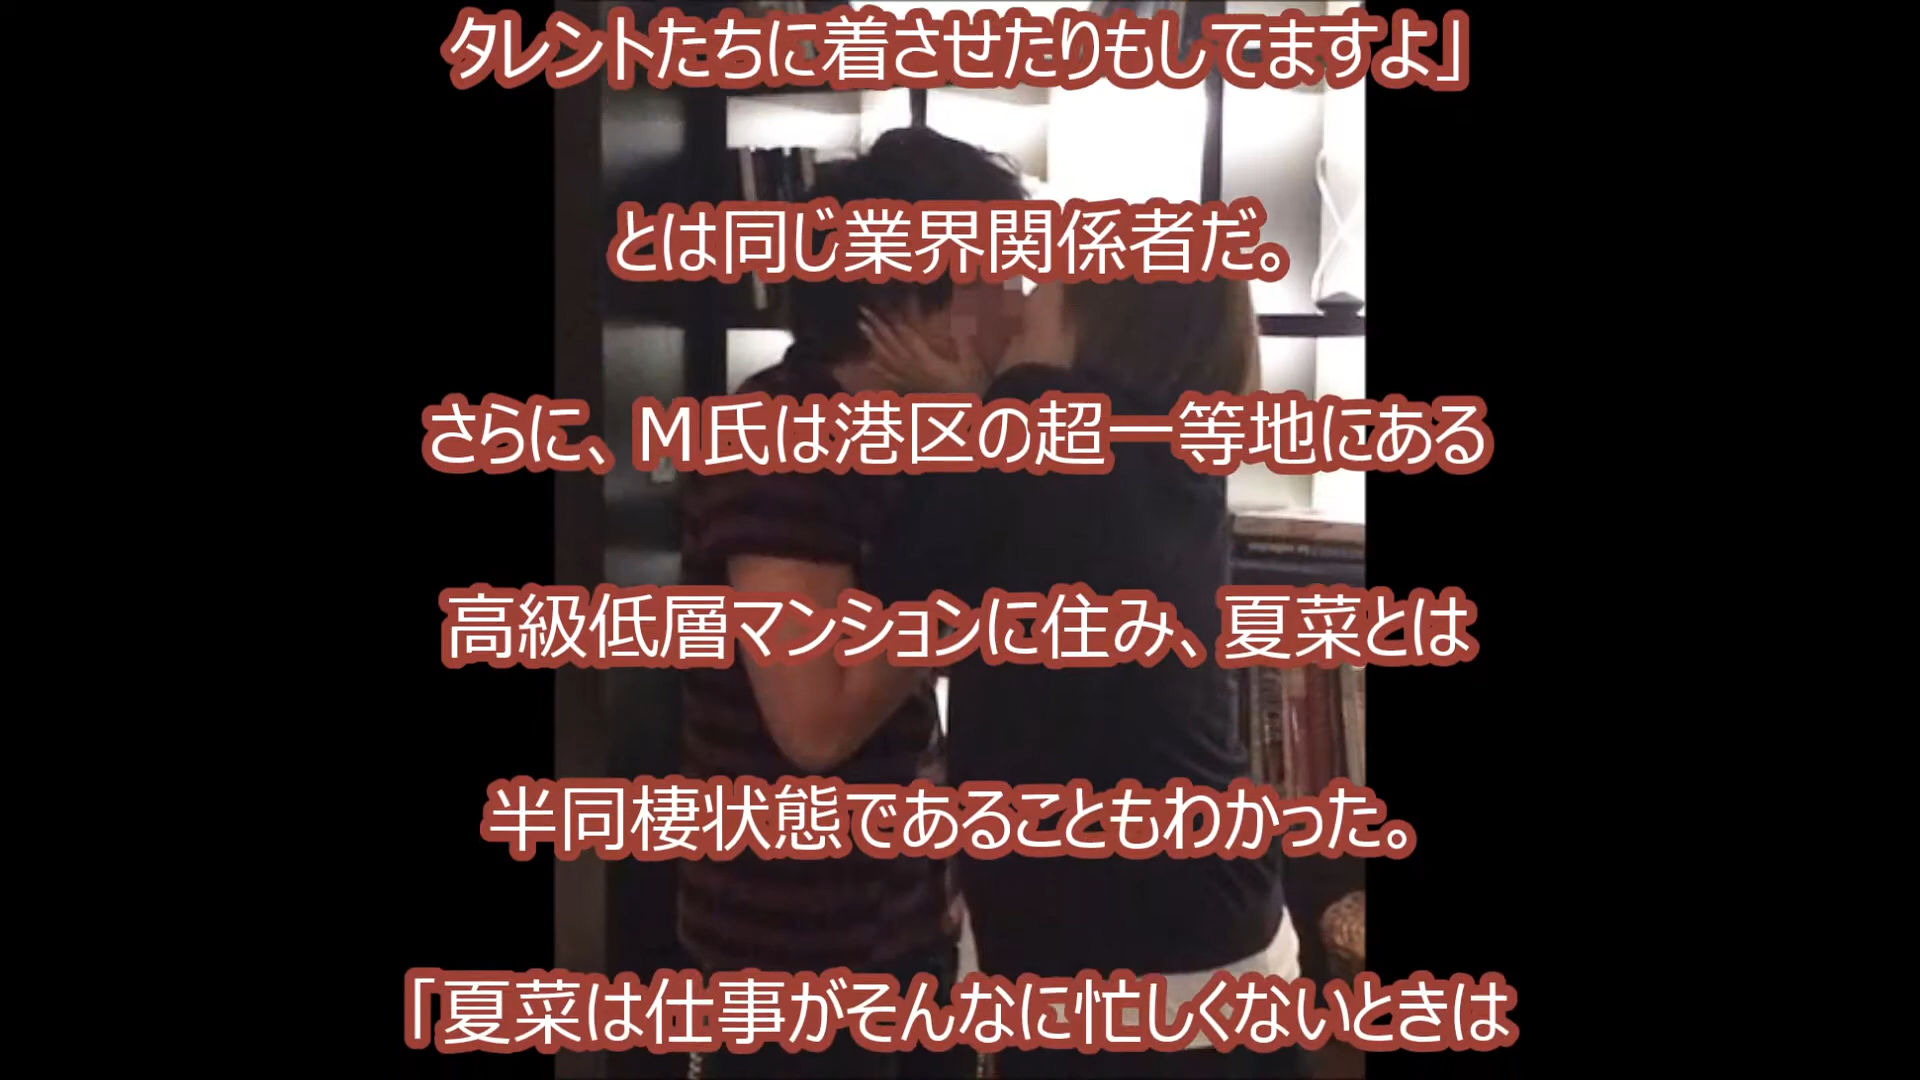 タレントたちに着させたりもしてますよ」
とは同じ業界関係者だ。
さらに、M氏は港区の超一等地にある
高級低層マンションに住み、夏菜とは
半同棲状態であることもわかった。
「夏菜は仕事がそんなに忙しくないときは